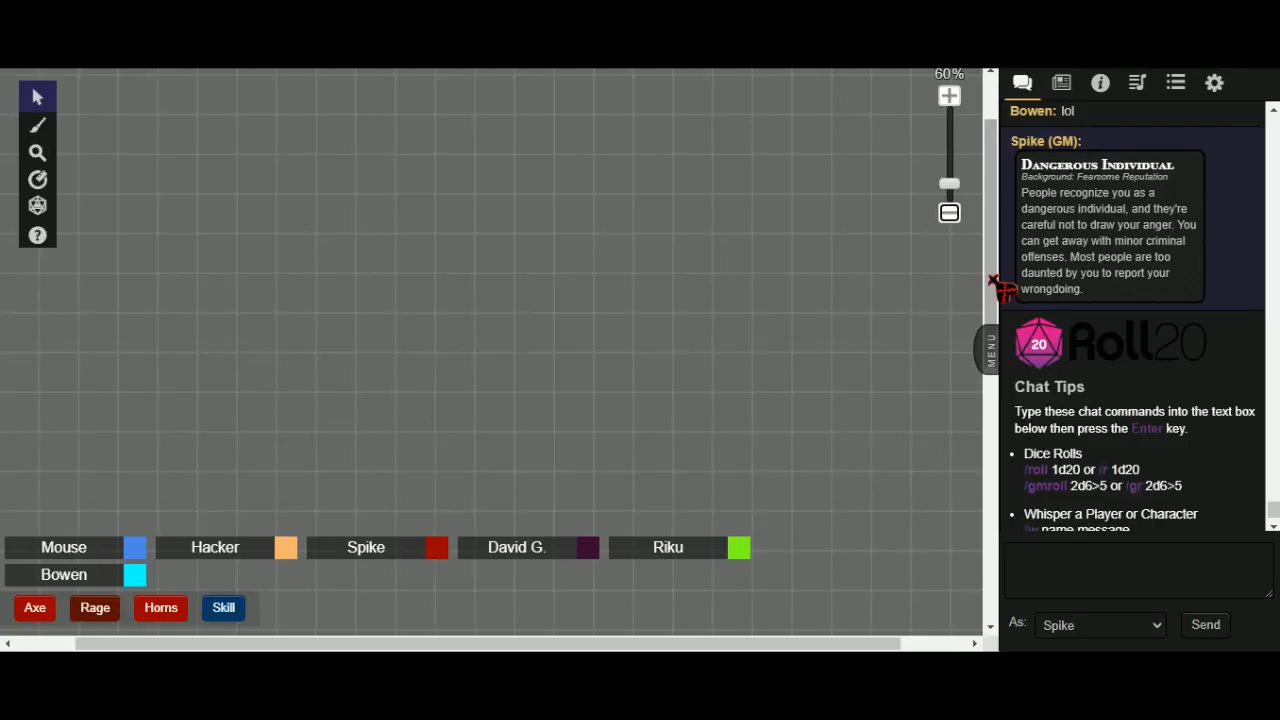 60%
Bowen: lol
Spike (GM):
Dangerous Individual
Background: Fearsome Reputation
People recognize you as a
dangerous individual, and they're
careful not to draw your anger. You
can get away with minor criminal
offenses. Most people are too
daunted by you to report your
wrongdoing.
MENU
20
Roll20
Chat Tips
Type these chat commands into the text box
below then press the Enter key.
Dice Rolls
/roll 1d20 or /r 1d20
/gmroll 2d6>5 or /gr 2d6>5
Whisper a Player or Character
/w name message
Mouse
Hacker
Spike
David G.
Riku
Bowen
Axe
Rage
Horns
Skill
As:
Spike
Send